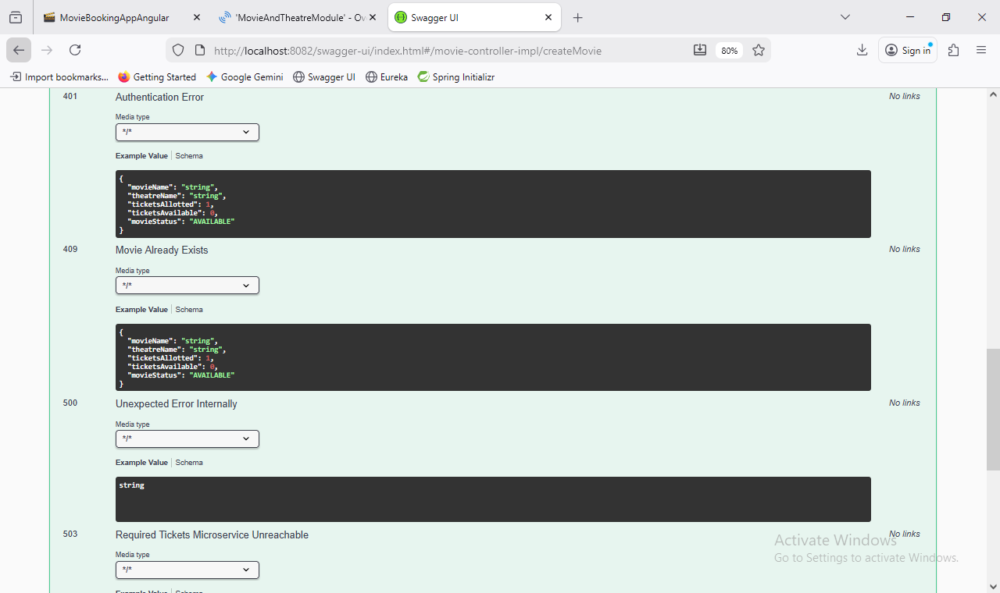 MovieBookingAppAngular
'MovieAndTheatreModule' - Ov
Swagger UI
http://localhost:8082/swagger-ui/index.html#/movie-controller-impl/createMovie
80%
Sign in
Import bookmarks...
Getting Started
Google Gemini
Swagger UI
Eureka
Spring Initializr
401
Authentication Error
No links
Media type
*/*
Example Value
Schema
{
"movieName": "string",
"theatreName": "string",
"ticketsAllotted": 1,
"ticketsAvailable": 0,
"movieStatus": "AVAILABLE"
}
409
Movie Already Exists
No links
Media type
*/*
Example Value
Schema
{
"movieName": "string",
"theatreName": "string",
"ticketsAllotted": 1,
"ticketsAvailable": 0,
"movieStatus": "AVAILABLE"
}
500
Unexpected Error Internally
No links
Media type
*/*
Example Value
Schema
string
503
Required Tickets Microservice Unreachable
No links
Media type
*/*
Example Value
Schema
Activate Windows
Go to Settings to activate Windows.